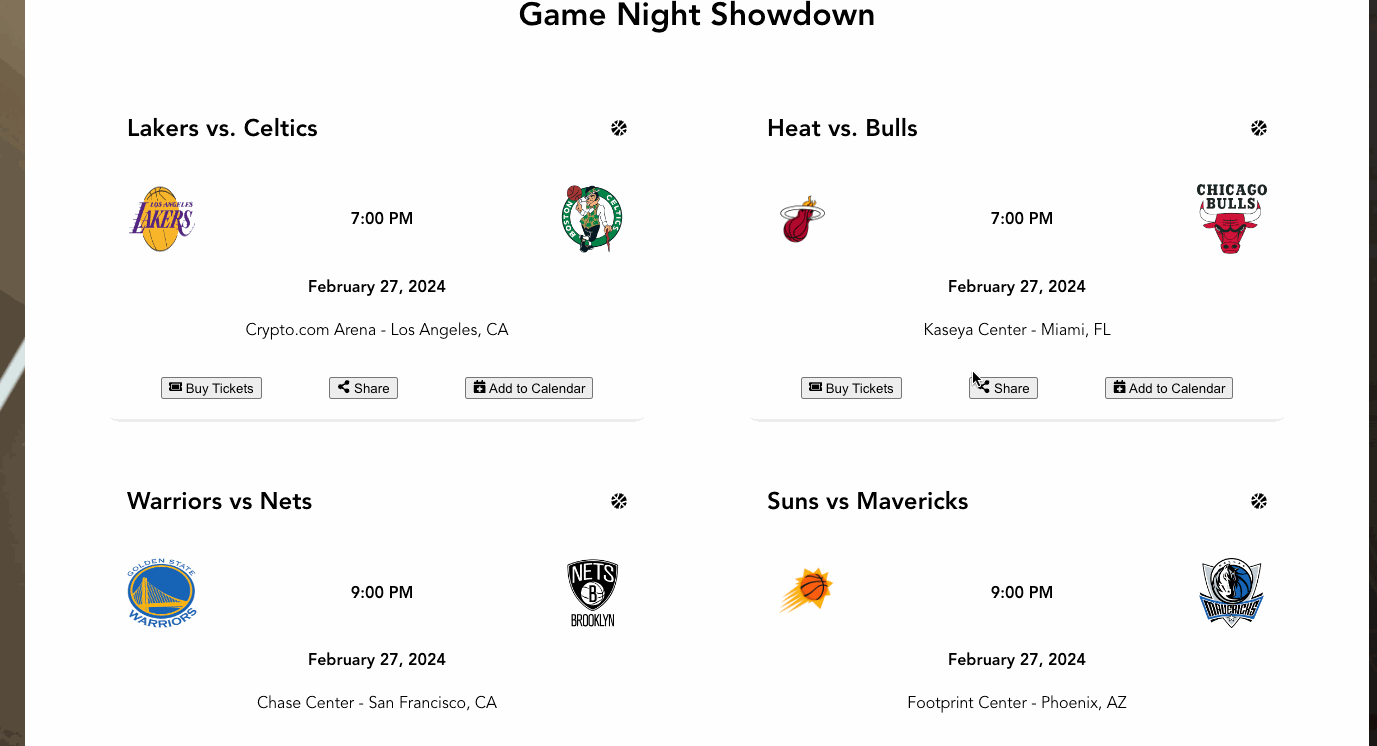 Game Night Showdown
Lakers vs. Celtics
LOS ANGELES
LAKERS
7:00 PM
BOSTON CELTICS
February 27, 2024
Crypto.com Arena - Los Angeles, CA
Buy Tickets
Share
Add to Calendar
Heat vs. Bulls
7:00 PM
CHICAGO
BULLS
February 27, 2024
Kaseya Center - Miami, FL
Buy Tickets
Share
Add to Calendar
Warriors vs Nets
GOLDEN STATE
WARRIORS
9:00 PM
NETS
B
BROOKLYN
February 27, 2024
Chase Center - San Francisco, CA
Suns vs Mavericks
9:00 PM
MAVERICKS
February 27, 2024
Footprint Center - Phoenix, AZ